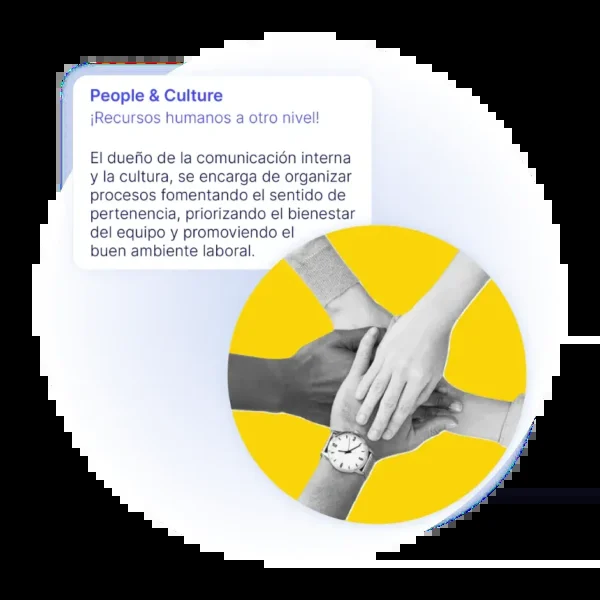 People & Culture
¡Recursos humanos a otro nivel!
El dueño de la comunicación interna
y la cultura, se encarga de organizar
procesos fomentando el sentido de
pertenencia, priorizando el bienestar
del equipo y promoviendo el
buen ambiente laboral.